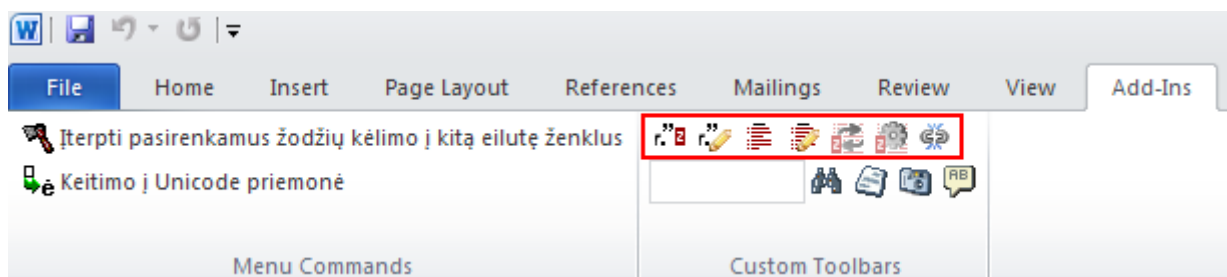 File Home Insert Page Layout References Mailings Review View Add-Ins
Įterpti pasirenkamus žodžių kėlimo į kitą eilutę ženklus
Keitimo į Unicode priemonė
Menu Commands Custom Toolbars